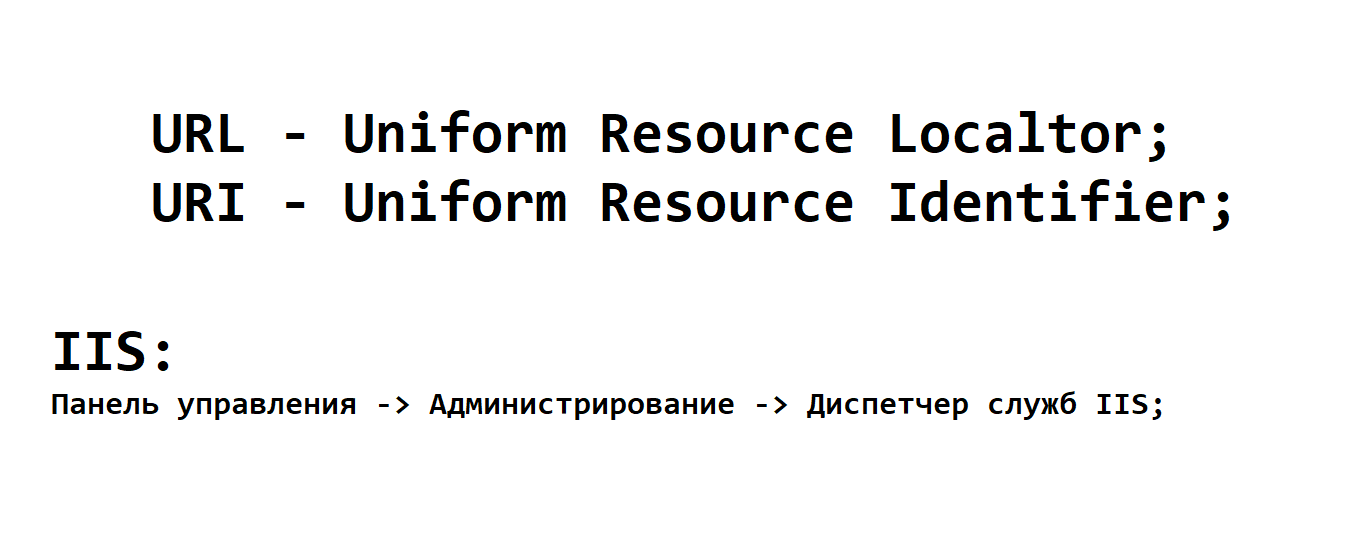 URL - Uniform Resource Localtor;
URI - Uniform Resource Identifier;
IIS:
Панель управления -> Администрирование -> Диспетчер служб IIS;